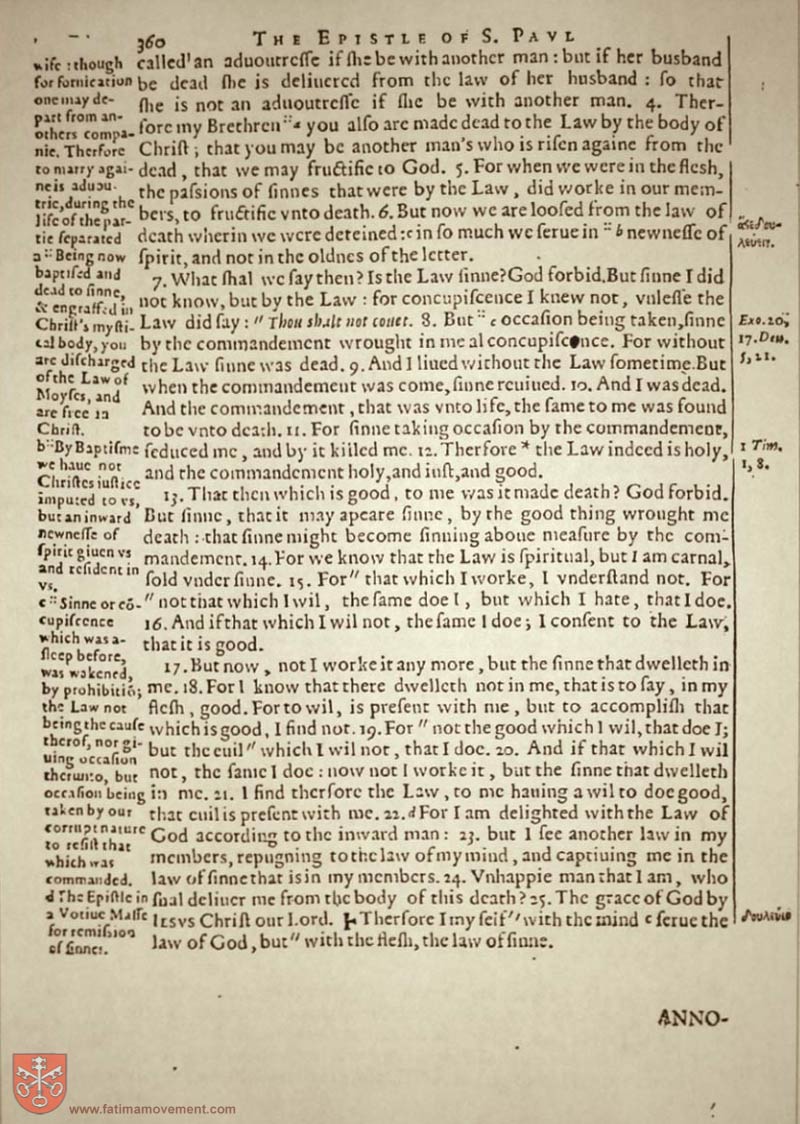 360 THE EPISTLE OF S. PAVL
called an aduoutresse if she be with another man: but if her husband
be dead she is deliuered from the law of her husband: so that
she is not an aduoutresse if she be with another man. 4. Ther-
fore my Brethren " a you also are made dead to the Law by the body of
Christ; that you may be another man's who is risen againe from the
dead, that we may fructifie to God. 5. For when we were in the flesh,
the passions of sinnes that were by the Law, did worke in our mem-
bers, to fructifie vnto death. 6. But now we are loosed from the law of
death wherin we were deteined: in so much we serue in " b newnesse of
spirit, and not in the oldnes of the letter.
7. What shal we say then? Is the Law sinne? God forbid. But sinne I did
not know, but by the Law: for concupiscence I knew not, vnlesse the
Law did say: " Thou shalt not couet. 8. But " c occasion being taken, sinne
by the commandement wrought in me al concupiscence. For without
the Law sinne was dead. 9. And I liued without the Law sometime. But
when the commandement was come, sinne reuiued. 10. And I was dead.
And the commandement, that was vnto life, the same to me was found
to be vnto death. 11. For sinne taking occasion by the commandement,
seduced me, and by it killed me. 12. Therfore * the Law indeed is holy,
and the commandement holy, and iust, and good.
13. That then which is good, to me was it made death? God forbid.
But sinne, that it may apeare sinne, by the good thing wrought me
death: that sinne might become sinning aboue measure by the com-
mandement. 14. For we know that the Law is spiritual, but I am carnal,
sold vnder sinne. 15. For " that which I worke, I vnderstand not. For
" not that which I wil, the same doe I, but which I hate, that I doe.
16. And if that which I wil not, the same I doe; I consent to the Law,
that it is good.
17. But now, not I worke it any more, but the sinne that dwelleth in
me. 18. For I know that there dwelleth not in me, that is to say, in my
flesh, good. For to wil, is present with me, but to accomplish that
which is good, I find not. 19. For " not the good which I wil, that doe I;
but the euil " which I wil not, that I doe. 20. And if that which I wil
not, the same I doe: now not I worke it, but the sinne that dwelleth
in me. 21. I find therfore the Law, to me hauing a wil to doe good,
that euil is present with me. 22. d For I am delighted with the Law of
God according to the inward man: 23. but I see another law in my
members, repugning to the law of my mind, and captiuing me in the
law of sinne that is in my members. 24. Vnhappie man that I am, who
shal deliuer me from the body of this death? 25. The grace of God by
IESVS Christ our Lord. Therfore I my self " with the mind serue the
law of God, but " with the flesh, the law of sinne.
wife: though
for fornication
one may de-
part from an-
others compa-
nie. Therfore
to marry agai-
ne is aduou-
trie, during the
life of the par-
tie separated
a " Being now
baptised and
dead to sinne,
& engraffed in
Christ's mysti-
cal body, you
are discharged
of the Law of
Moyses, and
are free in
Christ.
b " By Baptisme
we haue not
Christes iustice
imputed to vs,
but an inward
newnesse of
spirit giuen vs
and resident in
vs.
c " Sinne or cō-
cupiscence
which was a-
sleep before,
was wakened,
by prohibitiō;
the Law not
being the cause
therof, nor gi-
uing occasion
therunto, but
occasion being
taken by our
corrupt nature
to resist that
which was
commanded.
d The Epistle in
a Votiue Masse
for remission
of sinnes.
Exo. 20,
17. Deu.
5, 21.
1 Tim.
1, 8.
δουλεύω
ANNO-
www.fatimamovement.com